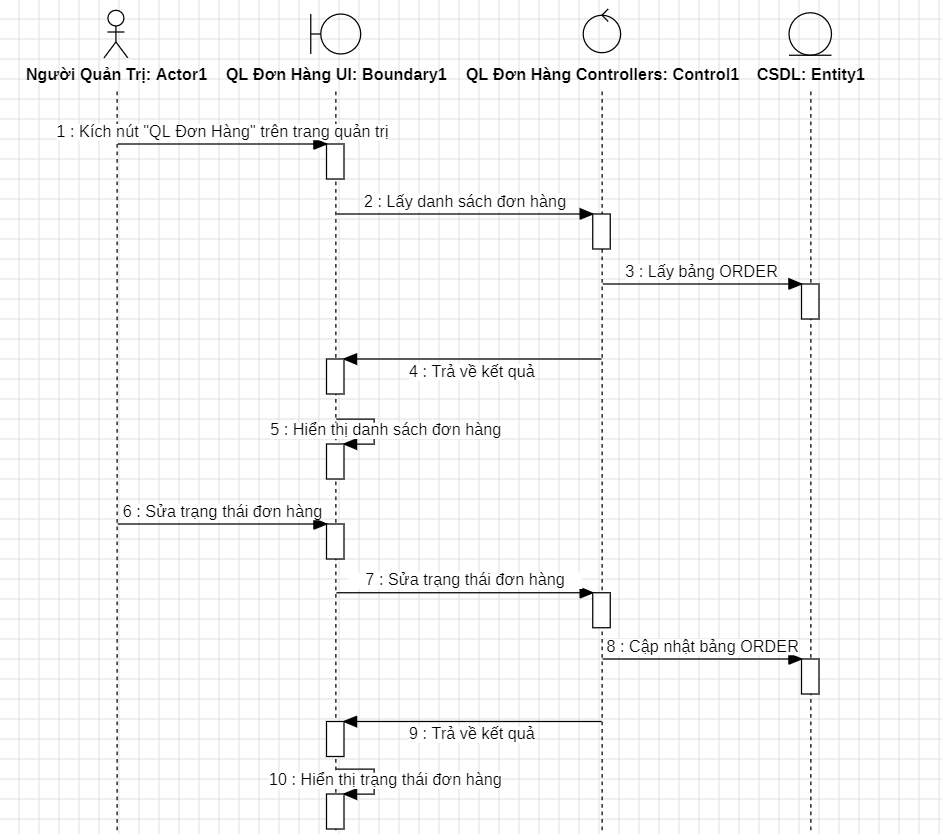 Người Quản Trị: Actor1
QL Đơn Hàng UI: Boundary1
QL Đơn Hàng Controllers: Control1
CSDL: Entity1
1 : Kích nút "QL Đơn Hàng" trên trang quản trị
2 : Lấy danh sách đơn hàng
3 : Lấy bảng ORDER
4 : Trả về kết quả
5 : Hiển thị danh sách đơn hàng
6 : Sửa trạng thái đơn hàng
7 : Sửa trạng thái đơn hàng
8 : Cập nhật bảng ORDER
9 : Trả về kết quả
10 : Hiển thị trạng thái đơn hàng